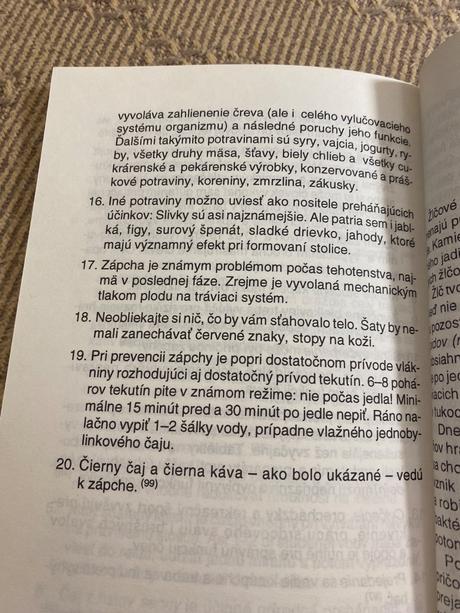 vyvoláva zahlienenie čreva (ale i celého vylučovacieho
systému organizmu) a následné poruchy jeho funkcie.
Ďalšími takýmito potravinami sú syry, vajcia, jogurty, ry-
by, všetky druhy mäsa, šťavy, biely chlieb a všetky cu-
krárenské a pekárenské výrobky, konzervované a práš-
kové potraviny, koreniny, zmrzlina, zákusky.
16. Iné potraviny možno uviesť ako nositele preháňajúcich
účinkov: Slivky sú asi najznámejšie. Ale patria sem i jabl-
ká, figy, surový špenát, sladké drievko, jahody, ktoré
majú významný efekt pri formovaní stolice.
17. Zápcha je známym problémom počas tehotenstva, naj-
mä v poslednej fáze. Zrejme je vyvolaná mechanickým
tlakom plodu na tráviaci systém.
18. Neobliekajte si nič, čo by vám sťahovalo telo. Šaty by ne-
mali zanechávať červené znaky, stopy na koži.
19. Pri prevencii zápchy je popri dostatočnom prívode vlák-
niny rozhodujúci aj dostatočný prívod tekutín. 6–8 pohá-
rov tekutín pite v známom režime: nie počas jedla! Mini-
málne 15 minút pred a 30 minút po jedle nepiť. Ráno na-
lačno vypiť 1–2 šálky vody, prípadne vlažného jednoby-
linkového čaju.
20. Čierny čaj a čierna káva – ako bolo ukázané – vedú
k zápche. (99)